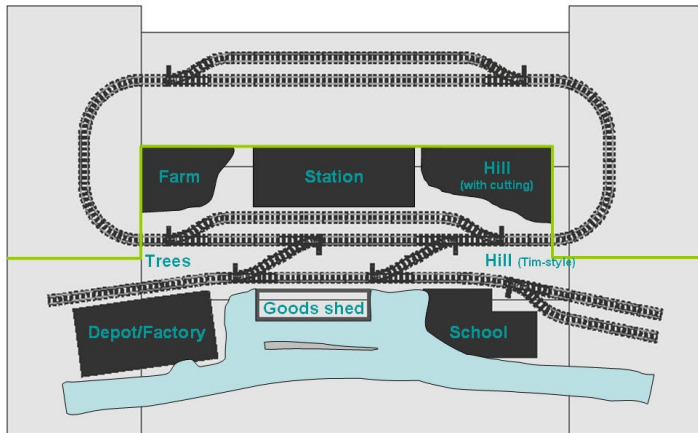 Farm
Station
Hill
(with cutting)
Trees
Hill (Tim-style)
Goods shed
Depot/Factory
School